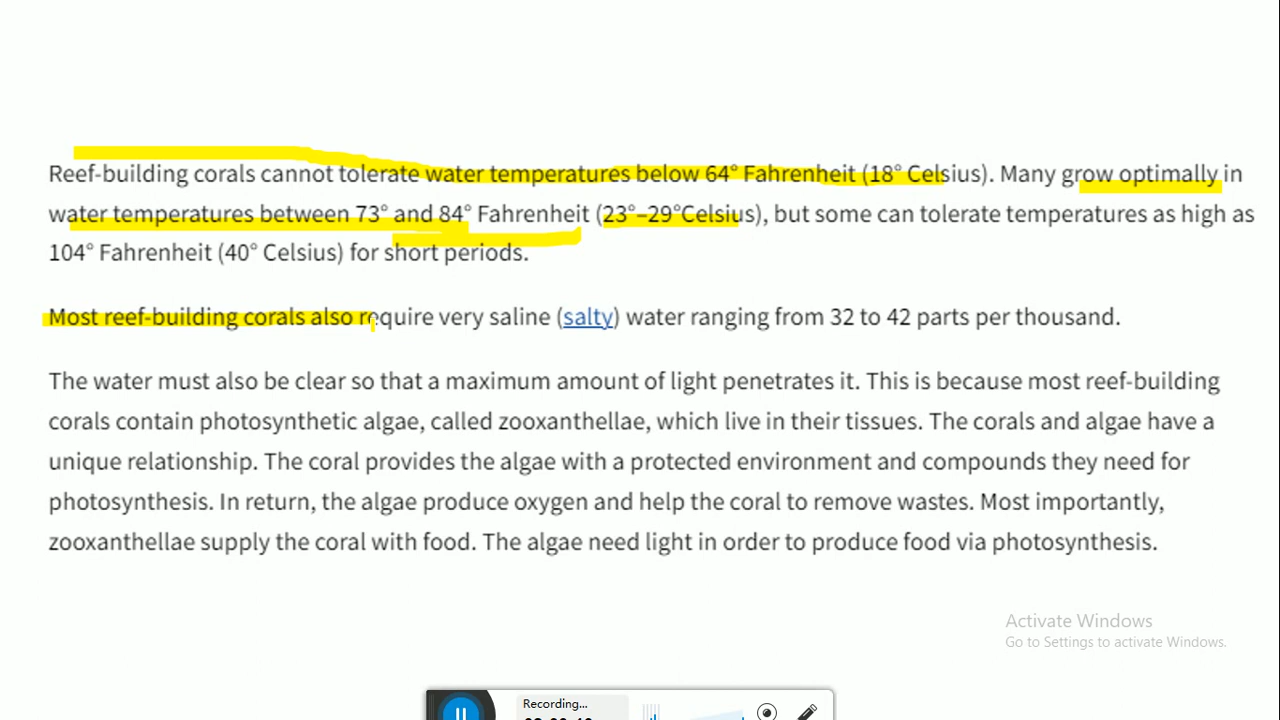 Reef-building corals cannot tolerate water temperatures below 64° Fahrenheit (18° Celsius). Many grow optimally in
water temperatures between 73° and 84° Fahrenheit (23°–29°Celsius), but some can tolerate temperatures as high as
104° Fahrenheit (40° Celsius) for short periods.
Most reef-building corals also require very saline (salty) water ranging from 32 to 42 parts per thousand.
The water must also be clear so that a maximum amount of light penetrates it. This is because most reef-building
corals contain photosynthetic algae, called zooxanthellae, which live in their tissues. The corals and algae have a
unique relationship. The coral provides the algae with a protected environment and compounds they need for
photosynthesis. In return, the algae produce oxygen and help the coral to remove wastes. Most importantly,
zooxanthellae supply the coral with food. The algae need light in order to produce food via photosynthesis.
Activate Windows
Go to Settings to activate Windows.
Recording...